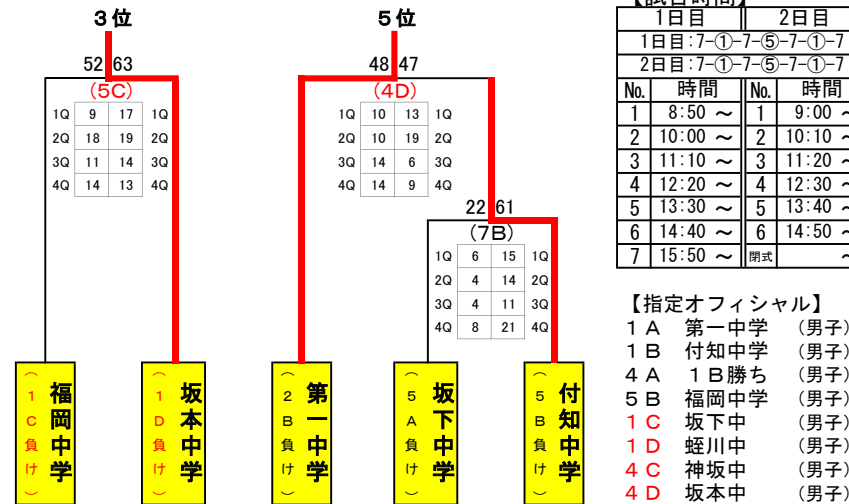 ３位
５位
52 63
(５Ｃ)
1Q 9 17 1Q
2Q 18 19 2Q
3Q 11 14 3Q
4Q 14 13 4Q
48 47
(４Ｄ)
1Q 10 13 1Q
2Q 10 19 2Q
3Q 14 6 3Q
4Q 14 9 4Q
22 61
(７Ｂ)
1Q 6 15 1Q
2Q 4 14 2Q
3Q 4 11 3Q
4Q 8 21 4Q
福岡中学
（１Ｃ負け）
坂本中学
（１Ｄ負け）
第一中学
（２Ｂ負け）
坂下中学
（５Ａ負け）
付知中学
（５Ｂ負け）
1日目 2日目
1日目:7-①-7-⑤-7-①-7
2日目:7-①-7-⑤-7-①-7
No. 時間 No. 時間
1 8:50 ～ 1 9:00 ～
2 10:00 ～ 2 10:10 ～
3 11:10 ～ 3 11:20 ～
4 12:20 ～ 4 12:30 ～
5 13:30 ～ 5 13:40 ～
6 14:40 ～ 6 14:50 ～
7 15:50 ～ 閉式 ～
【指定オフィシャル】
１Ａ 第一中学 （男子）
１Ｂ 付知中学 （男子）
４Ａ １Ｂ勝ち （男子）
５Ｂ 福岡中学 （男子）
１Ｃ 坂下中 （男子）
１Ｄ 蛭川中 （男子）
４Ｃ 神坂中 （男子）
４Ｄ 坂本中 （男子）